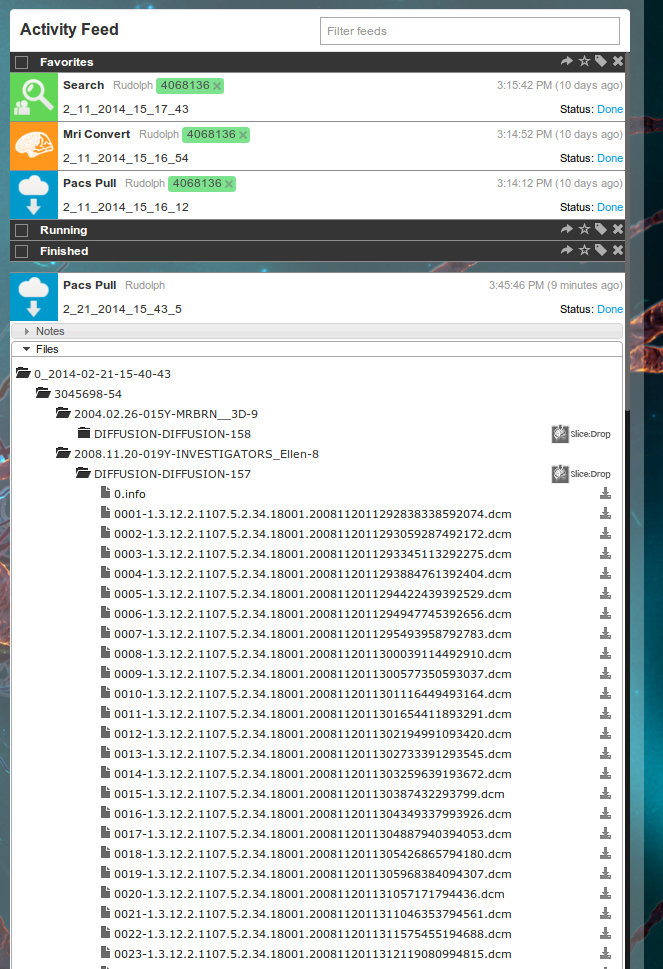 Activity Feed
Filter feeds
Favorites
Search Rudolph 4068136 3:15:42 PM (10 days ago)
2_11_2014_15_17_43 Status: Done
Mri Convert Rudolph 4068136 3:14:52 PM (10 days ago)
2_11_2014_15_16_54 Status: Done
Pacs Pull Rudolph 4068136 3:14:12 PM (10 days ago)
2_11_2014_15_16_12 Status: Done
Running
Finished
Pacs Pull Rudolph 3:45:46 PM (9 minutes ago)
2_21_2014_15_43_5 Status: Done
Notes
Files
0_2014-02-21-15-40-43
3045698-54
2004.02.26-015Y-MRBRN__3D-9
DIFFUSION-DIFFUSION-158 Slice:Drop
2008.11.20-019Y-INVESTIGATORS_Ellen-8
DIFFUSION-DIFFUSION-157 Slice:Drop
0.info
0001-1.3.12.2.1107.5.2.34.18001.2008112011292838338592074.dcm
0002-1.3.12.2.1107.5.2.34.18001.2008112011293059287492172.dcm
0003-1.3.12.2.1107.5.2.34.18001.2008112011293345113292275.dcm
0004-1.3.12.2.1107.5.2.34.18001.2008112011293884761392404.dcm
0005-1.3.12.2.1107.5.2.34.18001.2008112011294422439392529.dcm
0006-1.3.12.2.1107.5.2.34.18001.2008112011294947745392656.dcm
0007-1.3.12.2.1107.5.2.34.18001.2008112011295493958792783.dcm
0008-1.3.12.2.1107.5.2.34.18001.2008112011300039114492910.dcm
0009-1.3.12.2.1107.5.2.34.18001.2008112011300577350593037.dcm
0010-1.3.12.2.1107.5.2.34.18001.2008112011301116449493164.dcm
0011-1.3.12.2.1107.5.2.34.18001.2008112011301654411893291.dcm
0012-1.3.12.2.1107.5.2.34.18001.2008112011302194991093420.dcm
0013-1.3.12.2.1107.5.2.34.18001.2008112011302733391293545.dcm
0014-1.3.12.2.1107.5.2.34.18001.2008112011303259639193672.dcm
0015-1.3.12.2.1107.5.2.34.18001.200811201130387432293799.dcm
0016-1.3.12.2.1107.5.2.34.18001.2008112011304349337993926.dcm
0017-1.3.12.2.1107.5.2.34.18001.2008112011304887940394053.dcm
0018-1.3.12.2.1107.5.2.34.18001.2008112011305426865794180.dcm
0019-1.3.12.2.1107.5.2.34.18001.2008112011305968384094307.dcm
0020-1.3.12.2.1107.5.2.34.18001.200811201131057171794436.dcm
0021-1.3.12.2.1107.5.2.34.18001.2008112011311046353794561.dcm
0022-1.3.12.2.1107.5.2.34.18001.2008112011311575455194688.dcm
0023-1.3.12.2.1107.5.2.34.18001.2008112011312119080994815.dcm